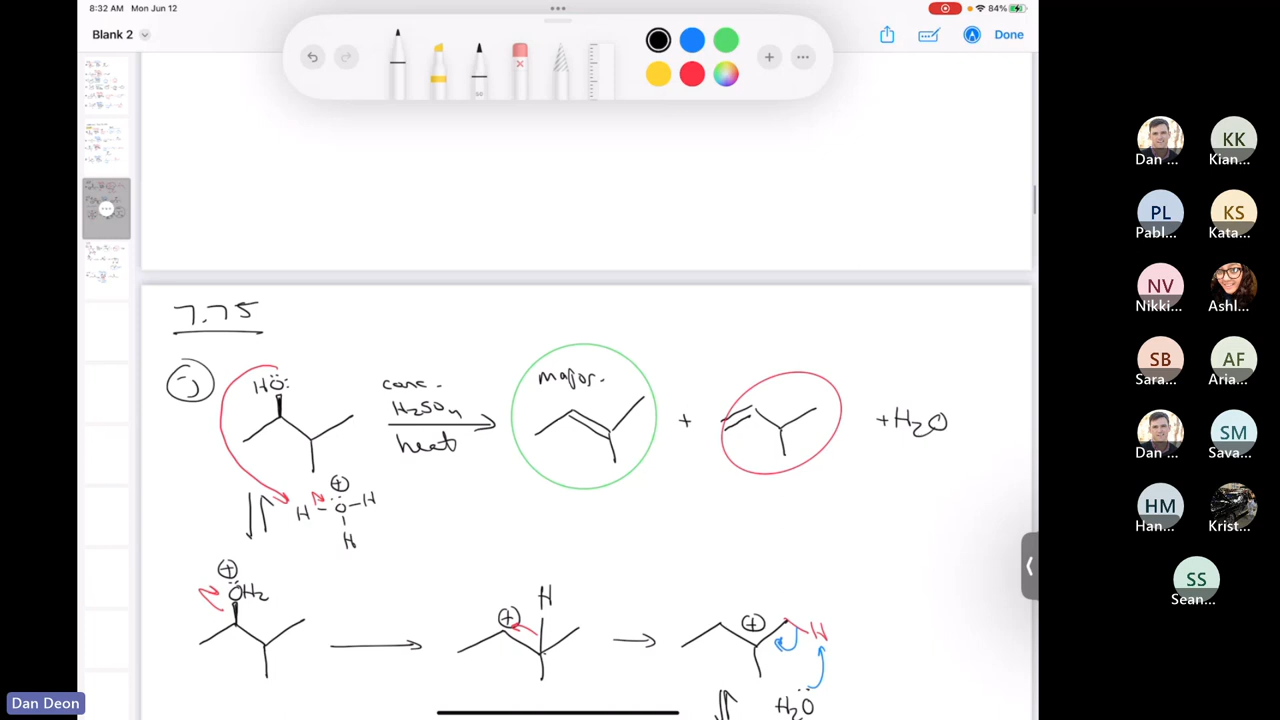 8:32 AM Mon Jun 12
84%
Blank 2
Done
7.75
HÖ:
conc.
H₂SO₄
heat
major.
+
+H₂O
⊕
H-O-H
H
⊕
OH₂
⊕
H
⊕
H
H₂O
Dan ...
KK
Kian...
PL
Pabl...
KS
Kata...
NV
Nikki...
Ashl...
SB
Sara...
AF
Aria...
Dan ...
SM
Sava...
HM
Han...
Krist...
SS
Sean...
Dan Deon